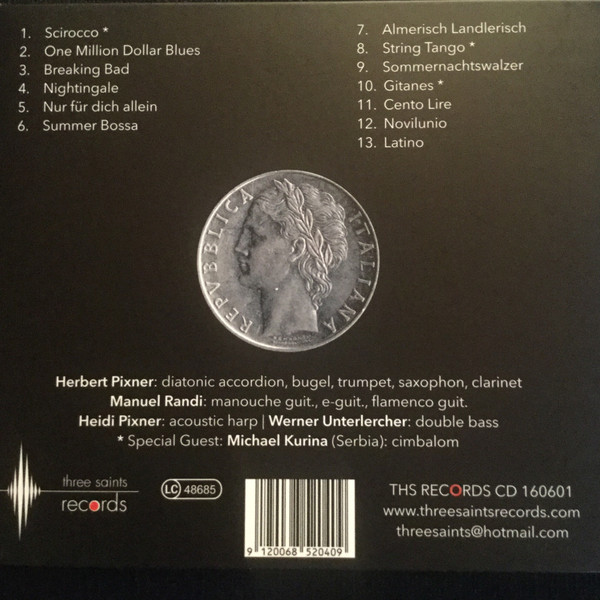 1. Scirocco *
2. One Million Dollar Blues
3. Breaking Bad
4. Nightingale
5. Nur für dich allein
6. Summer Bossa
7. Almerisch Landlerisch
8. String Tango *
9. Sommernachtswalzer
10. Gitanes *
11. Cento Lire
12. Novilunio
13. Latino
REPVBBLICA ITALIANA
Herbert Pixner: diatonic accordion, bugel, trumpet, saxophon, clarinet
Manuel Randi: manouche guit., e-guit., flamenco guit.
Heidi Pixner: acoustic harp | Werner Unterlercher: double bass
* Special Guest: Michael Kurina (Serbia): cimbalom
three saints
records
LC 48685
9 120068 520409
THS RECORDS CD 160601
www.threesaintsrecords.com
threesaints@hotmail.com